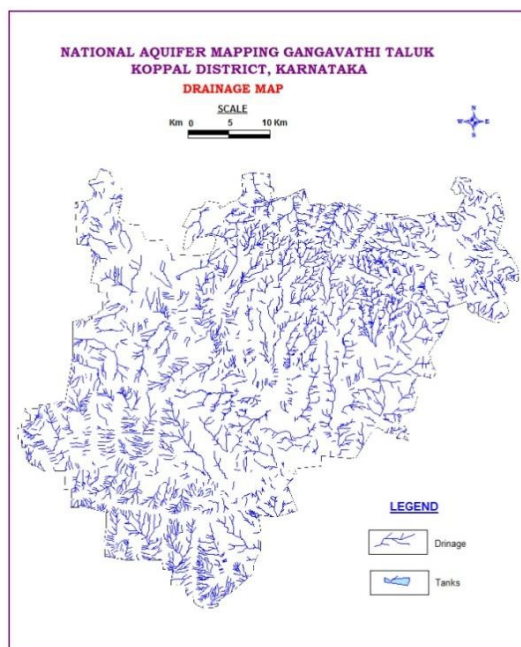 NATIONAL AQUIFER MAPPING GANGAVATHI TALUK
KOPPAL DISTRICT, KARNATAKA
DRAINAGE MAP
SCALE
Km 0 5 10 Km
N
W E
S
LEGEND
Drinage
Tanks